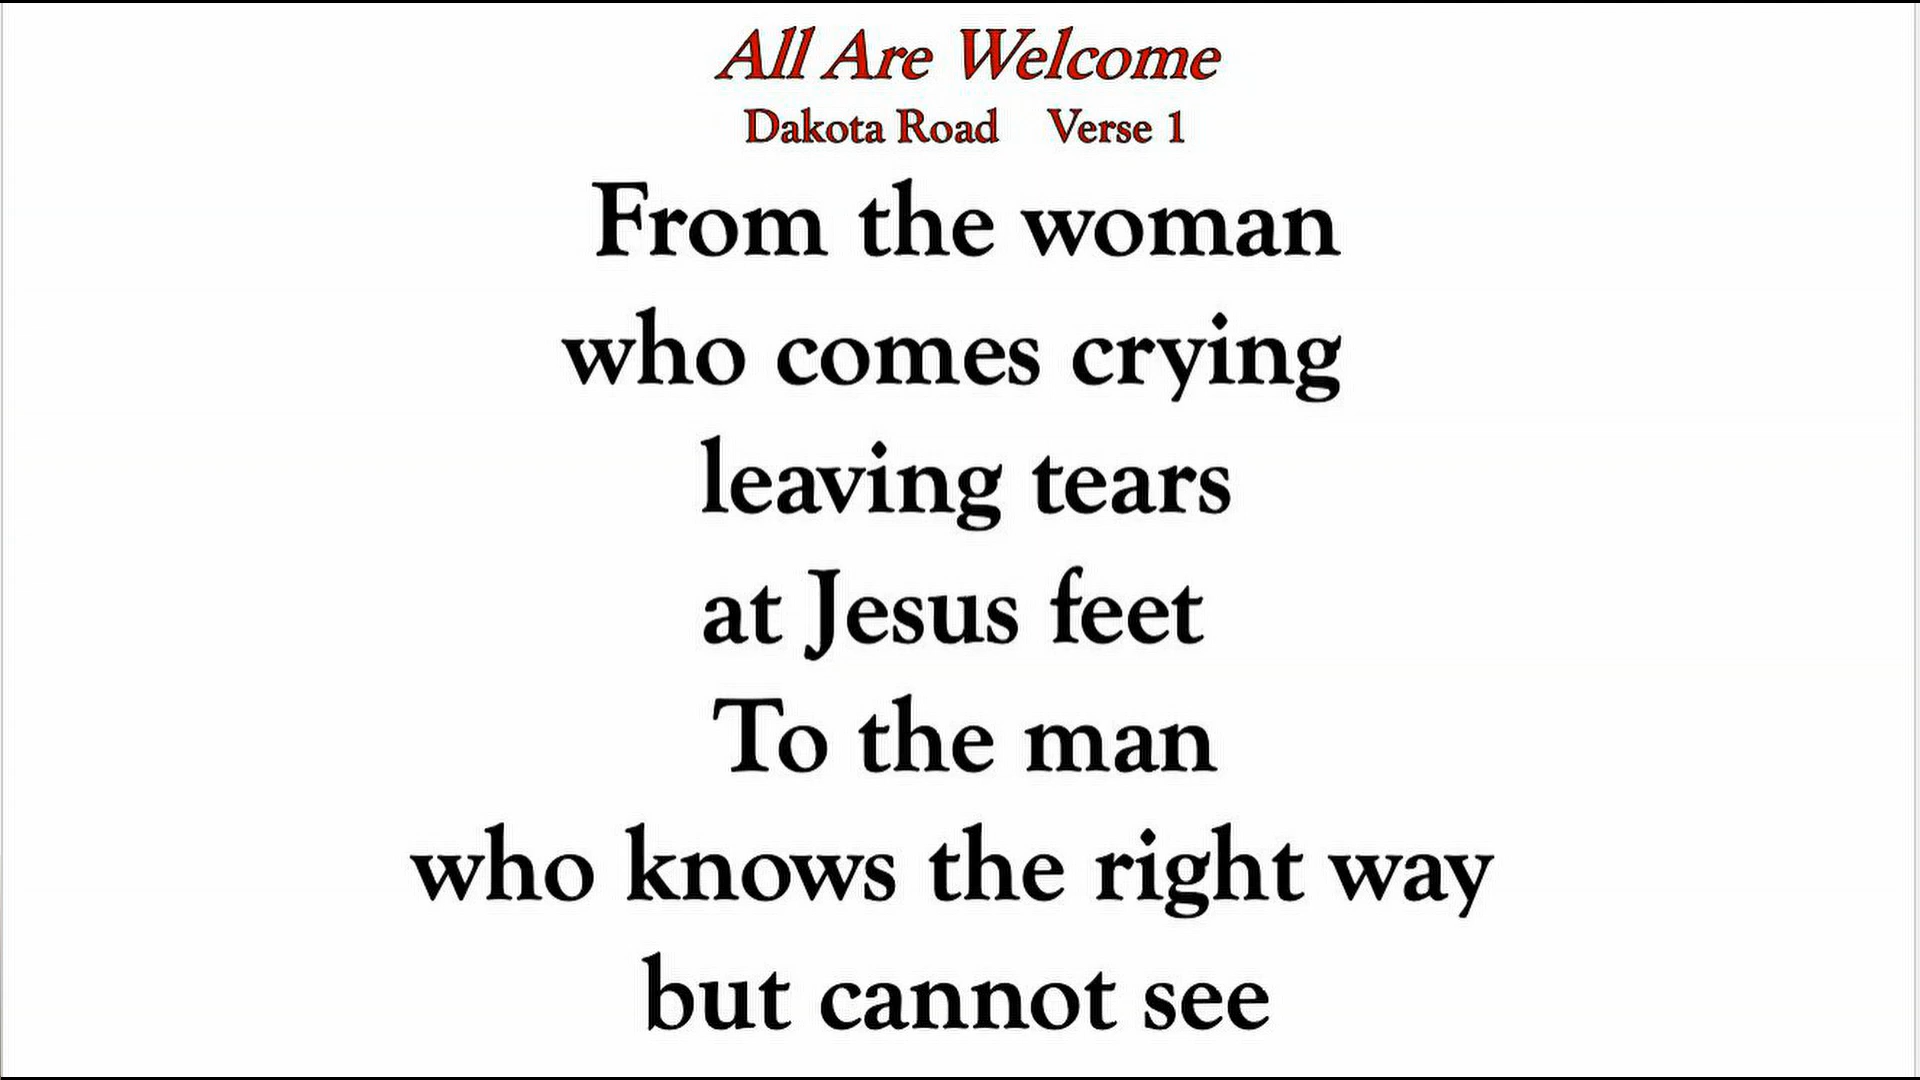 All Are Welcome
Dakota Road Verse 1
From the woman
who comes crying
leaving tears
at Jesus feet
To the man
who knows the right way
but cannot see